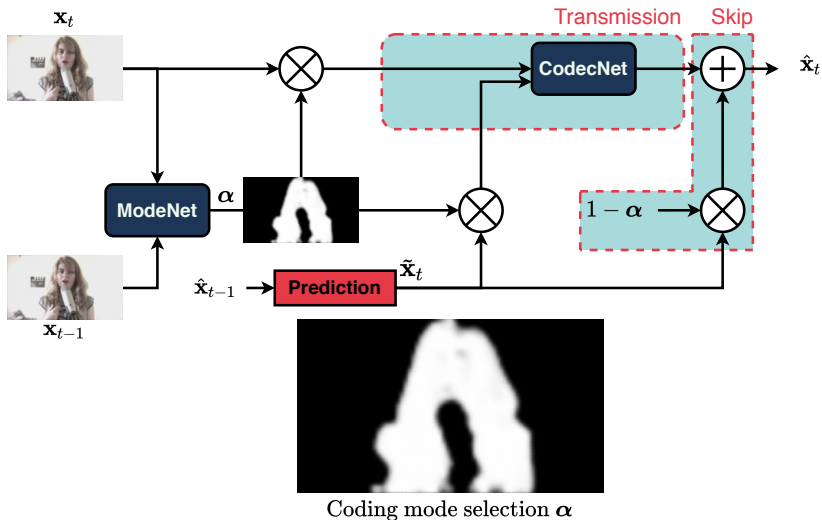 𝐱_t
Transmission
Skip
CodecNet
x̂_t
α
ModeNet
1 − α
x̃_t
x̂_{t−1}
Prediction
𝐱_{t−1}
Coding mode selection α